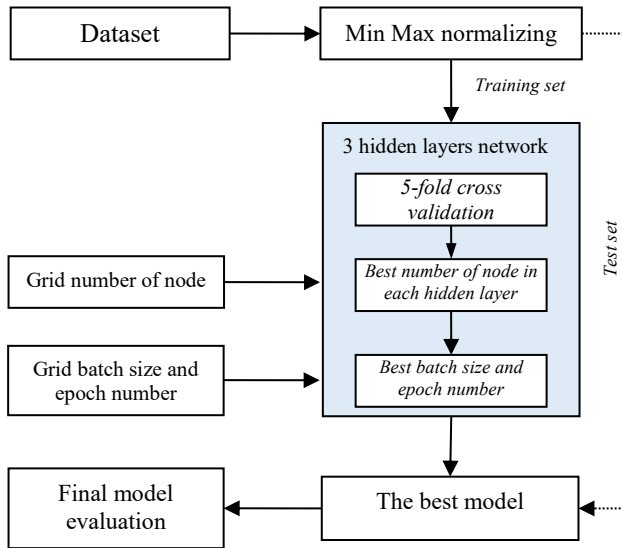 Dataset
Min Max normalizing
Training set
3 hidden layers network
5-fold cross
validation
Test set
Grid number of node
Best number of node in
each hidden layer
Grid batch size and
epoch number
Best batch size and
epoch number
Final model
evaluation
The best model